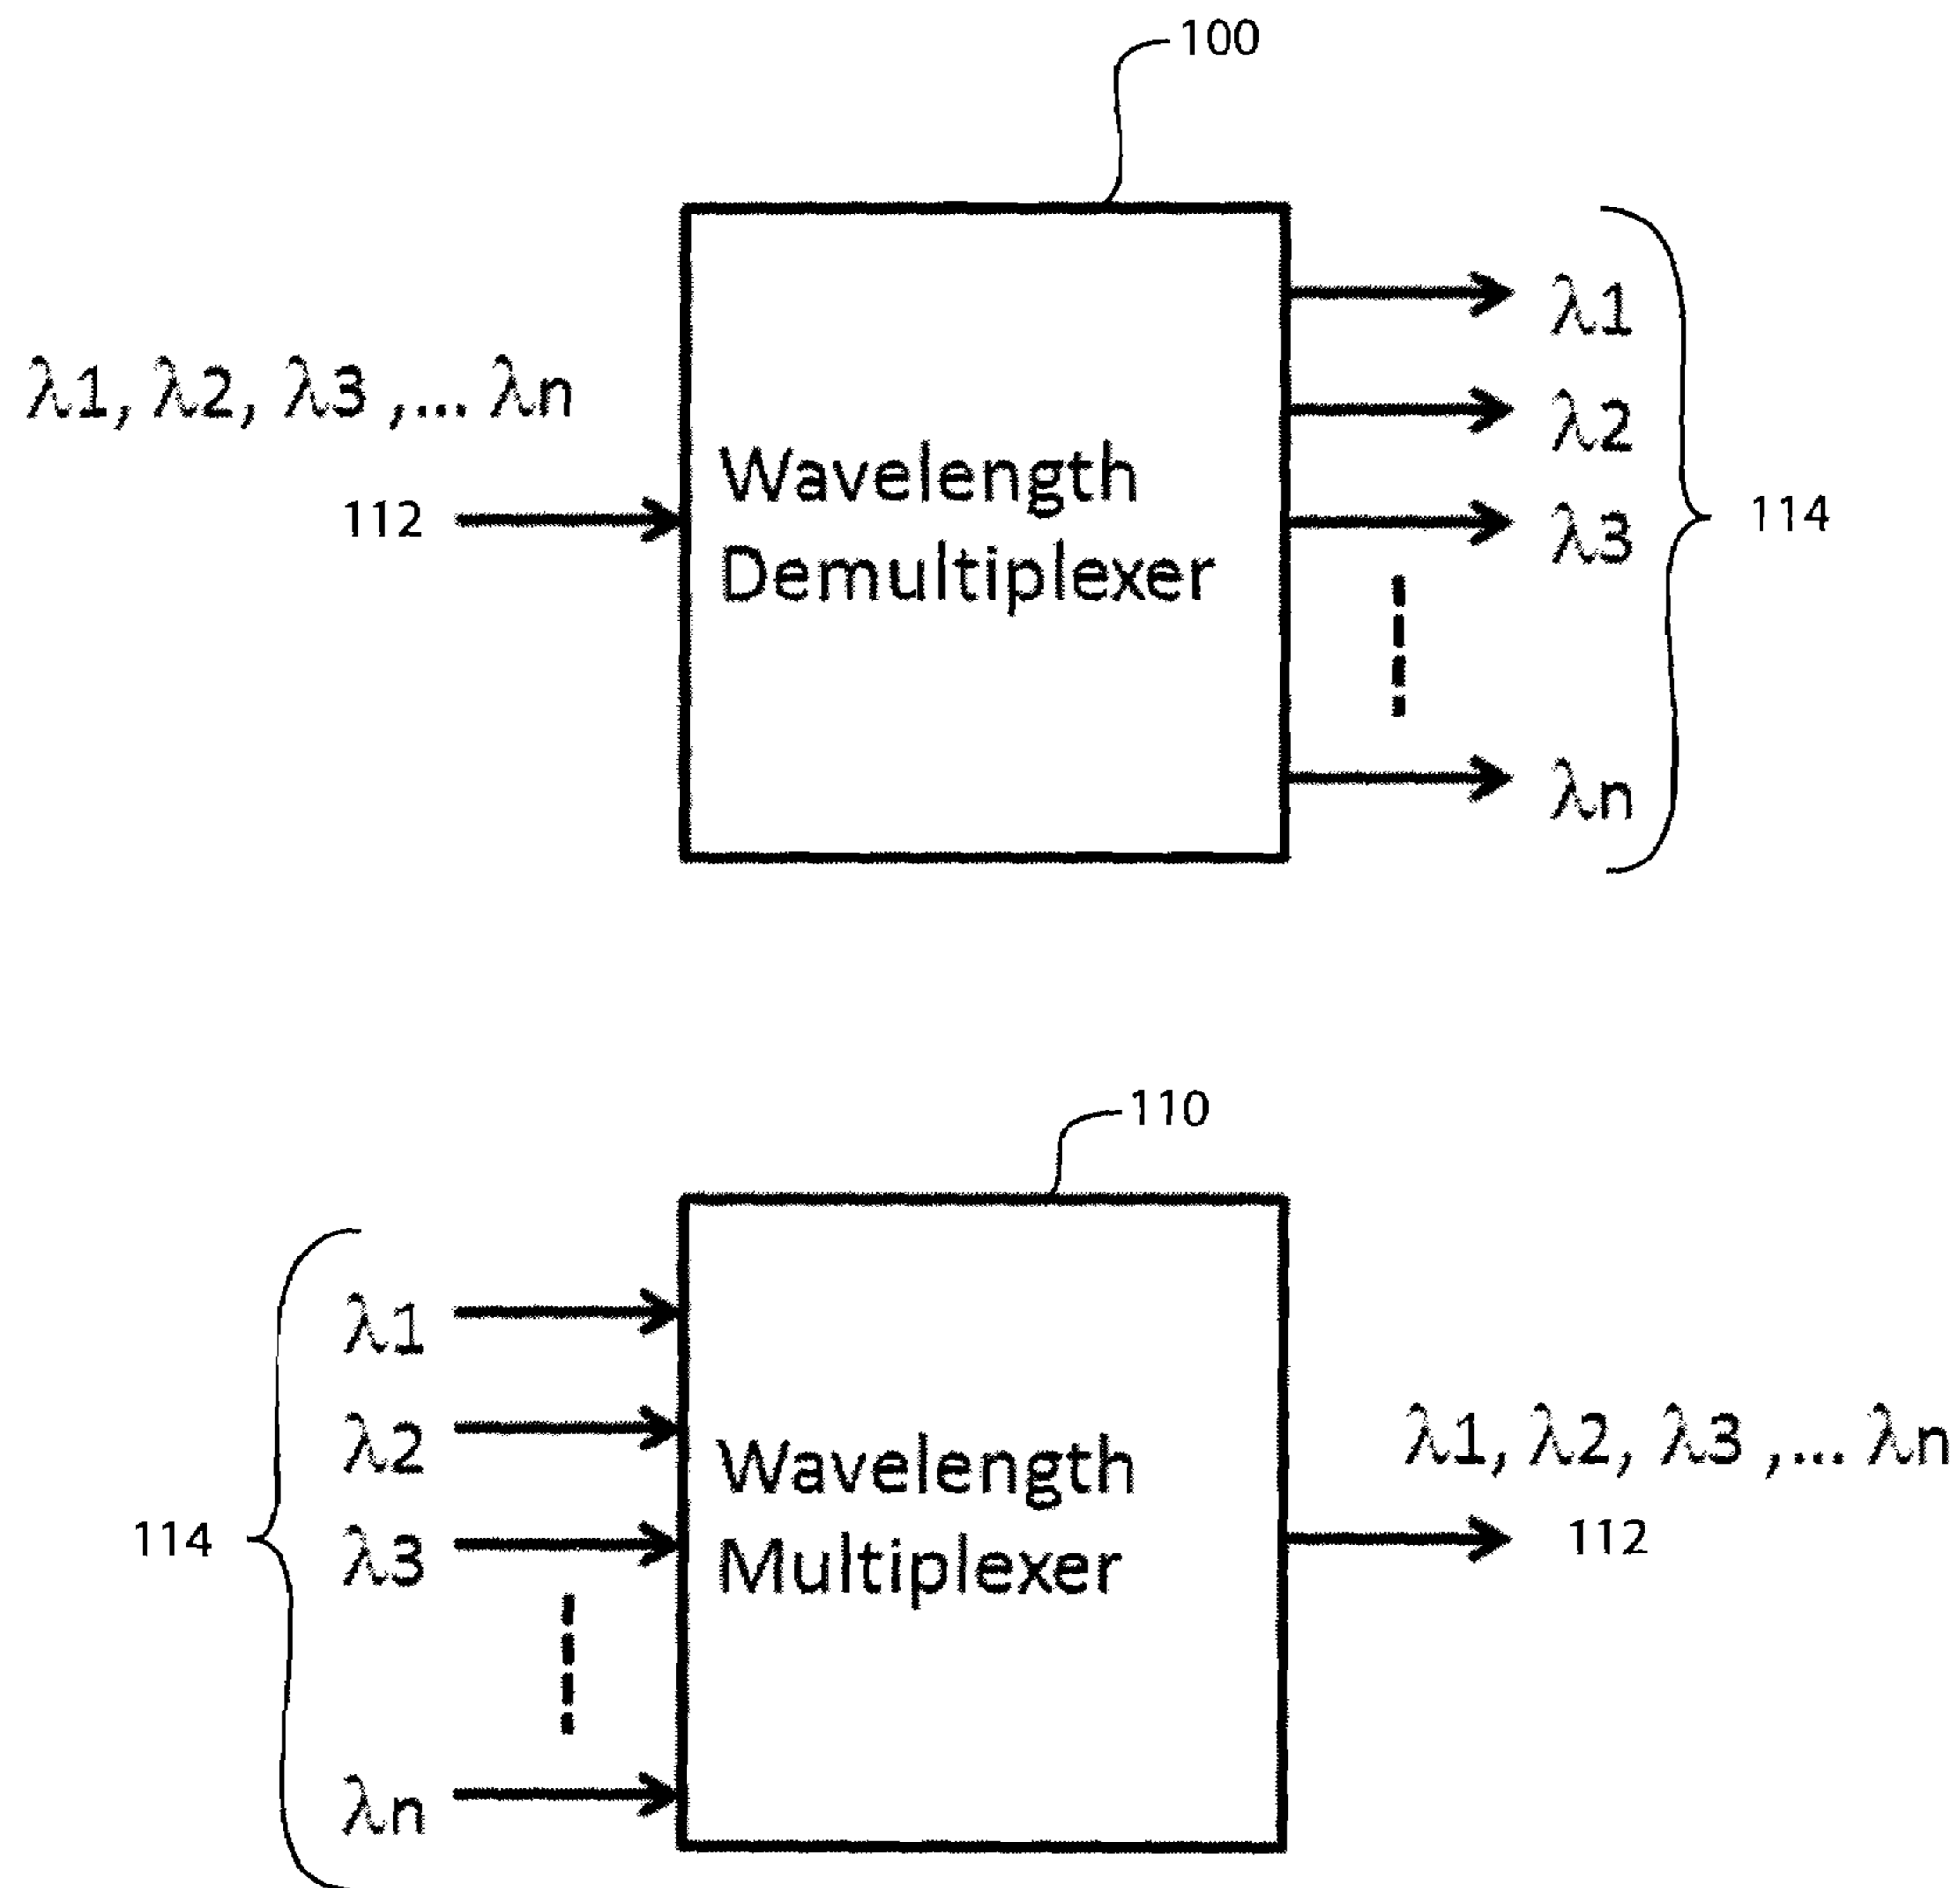 100
λ1, λ2, λ3 ,... λn
112
Wavelength
Demultiplexer
λ1
λ2
λ3
λn
114
110
114
λ1
λ2
λ3
λn
Wavelength
Multiplexer
λ1, λ2, λ3 ,... λn
112